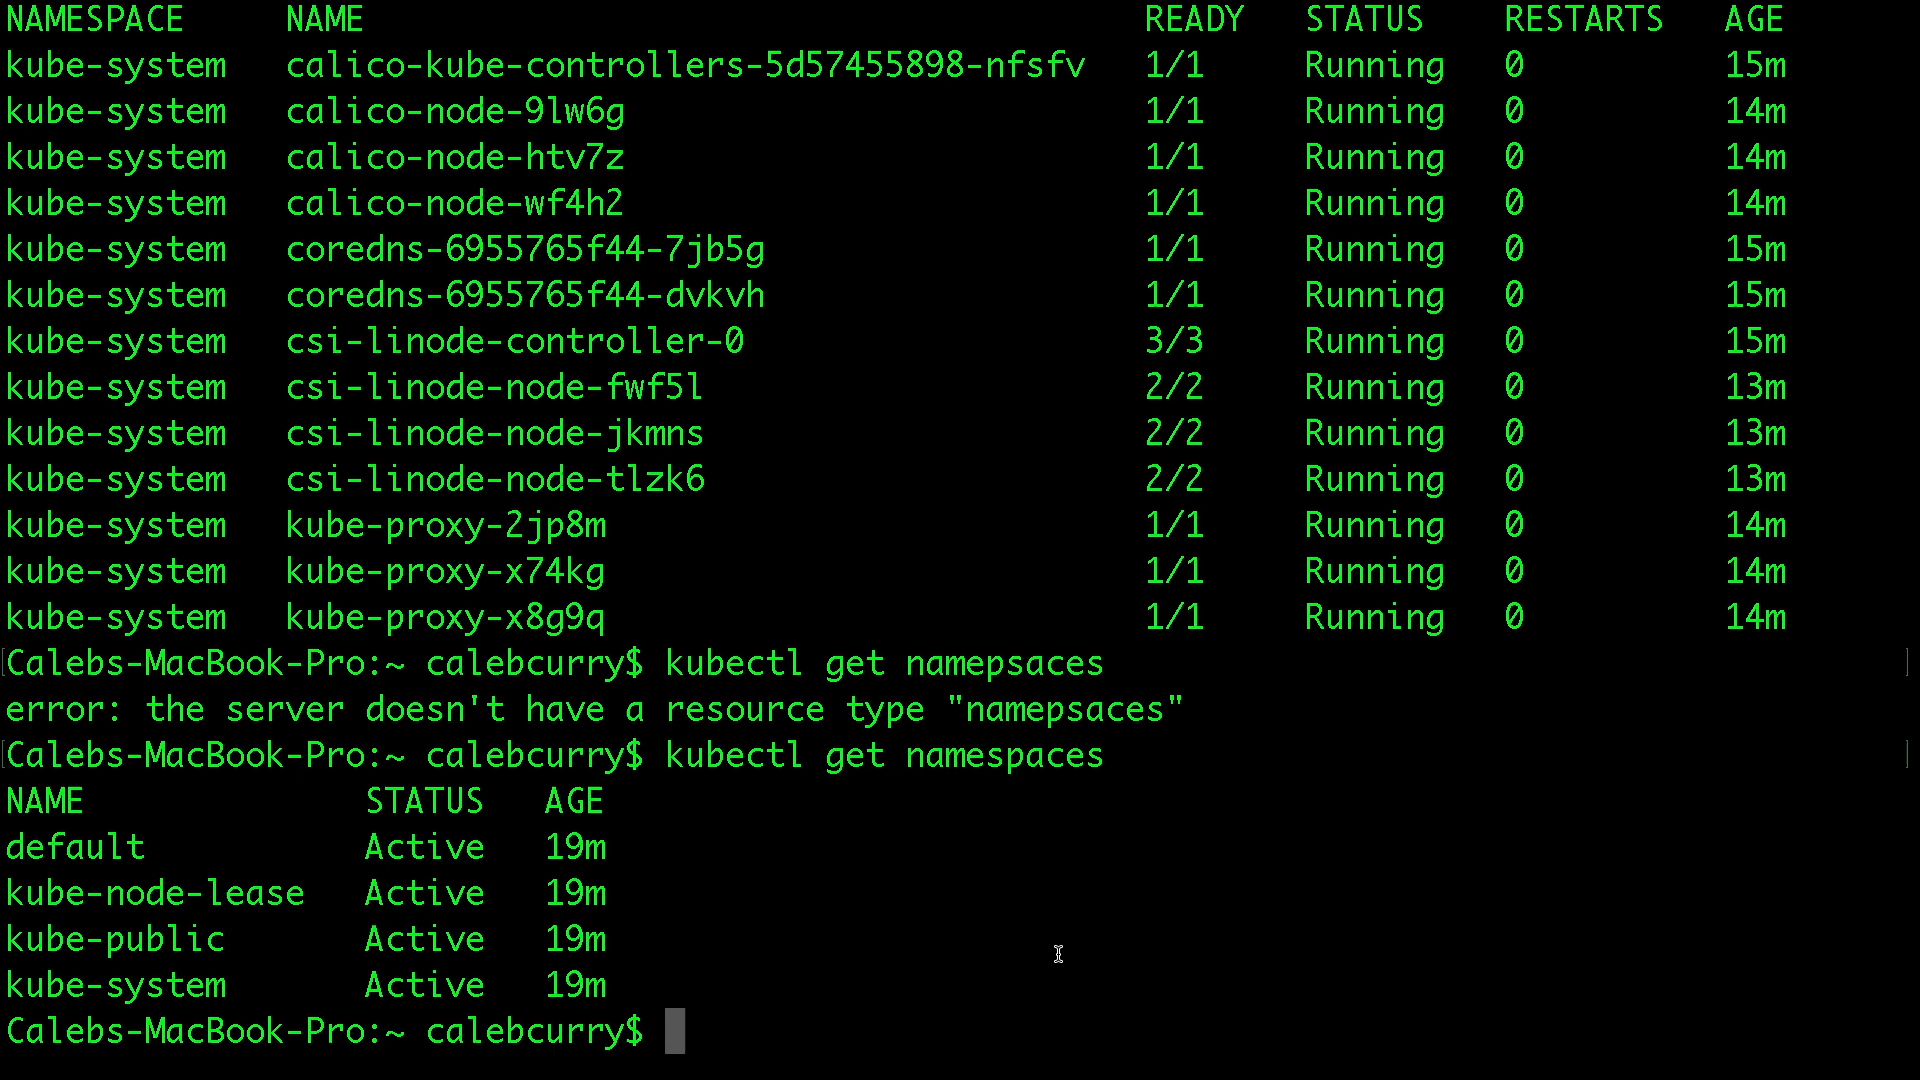 NAMESPACE NAME READY STATUS RESTARTS AGE
kube-system calico-kube-controllers-5d57455898-nfsfv 1/1 Running 0 15m
kube-system calico-node-9lw6g 1/1 Running 0 14m
kube-system calico-node-htv7z 1/1 Running 0 14m
kube-system calico-node-wf4h2 1/1 Running 0 14m
kube-system coredns-6955765f44-7jb5g 1/1 Running 0 15m
kube-system coredns-6955765f44-dvkvh 1/1 Running 0 15m
kube-system csi-linode-controller-0 3/3 Running 0 15m
kube-system csi-linode-node-fwf5l 2/2 Running 0 13m
kube-system csi-linode-node-jkmns 2/2 Running 0 13m
kube-system csi-linode-node-tlzk6 2/2 Running 0 13m
kube-system kube-proxy-2jp8m 1/1 Running 0 14m
kube-system kube-proxy-x74kg 1/1 Running 0 14m
kube-system kube-proxy-x8g9q 1/1 Running 0 14m
[Calebs-MacBook-Pro:~ calebcurry$ kubectl get namepsaces ]
error: the server doesn't have a resource type "namepsaces"
[Calebs-MacBook-Pro:~ calebcurry$ kubectl get namespaces ]
NAME STATUS AGE
default Active 19m
kube-node-lease Active 19m
kube-public Active 19m
kube-system Active 19m
Calebs-MacBook-Pro:~ calebcurry$